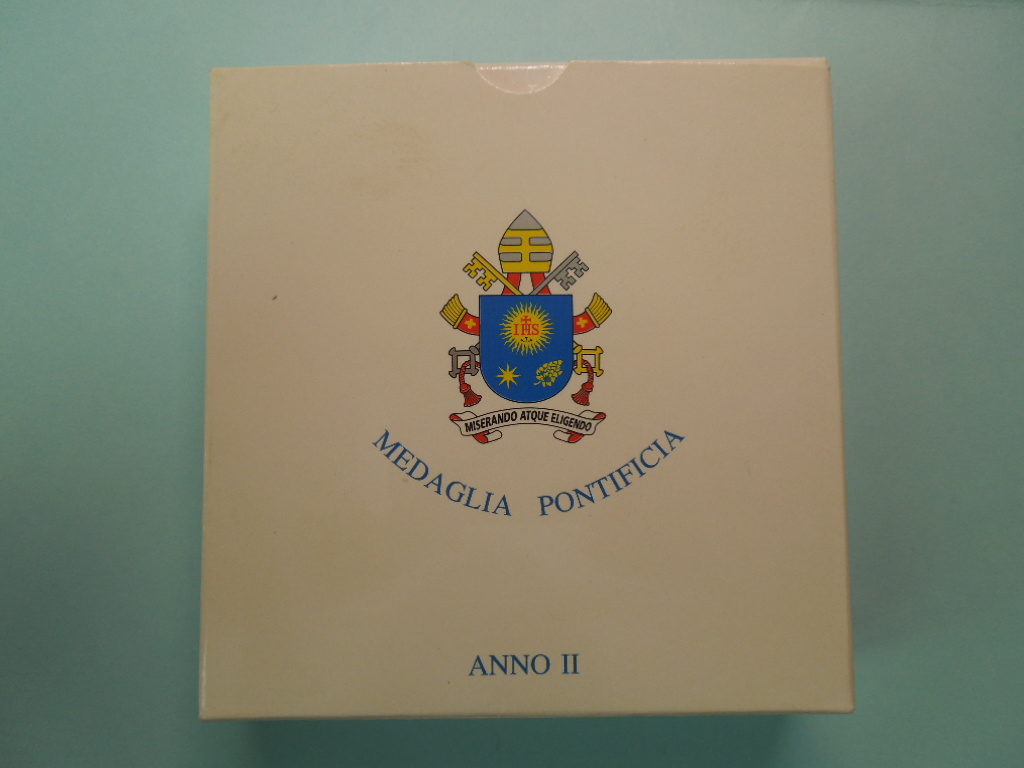 IHS
MISERANDO ATQUE ELIGENDO
MEDAGLIA PONTIFICIA
ANNO II